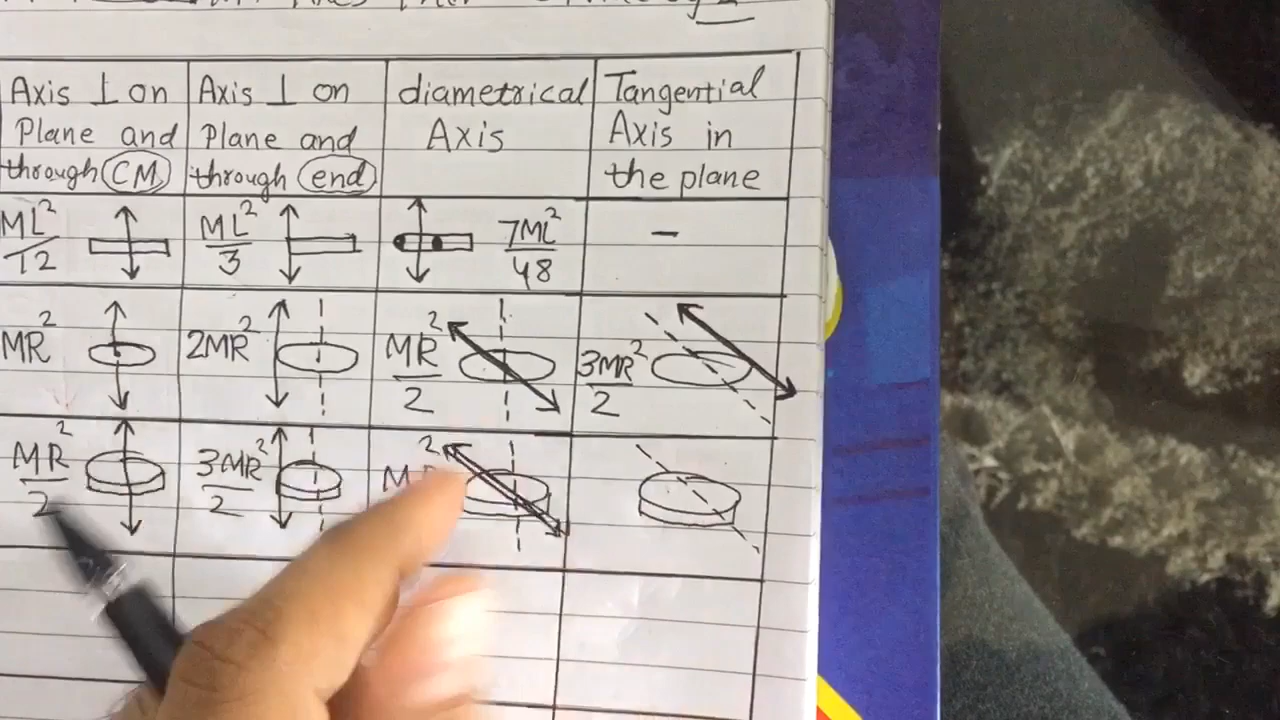 Axis ⊥ on
Plane and
through CM
Axis ⊥ on
Plane and
through end
diametrical
Axis
Tangential
Axis in
the plane
ML²/12
ML²/3
7ML²/48
–
MR²
2MR²
MR²/2
3MR²/2
MR²/2
3MR²/2